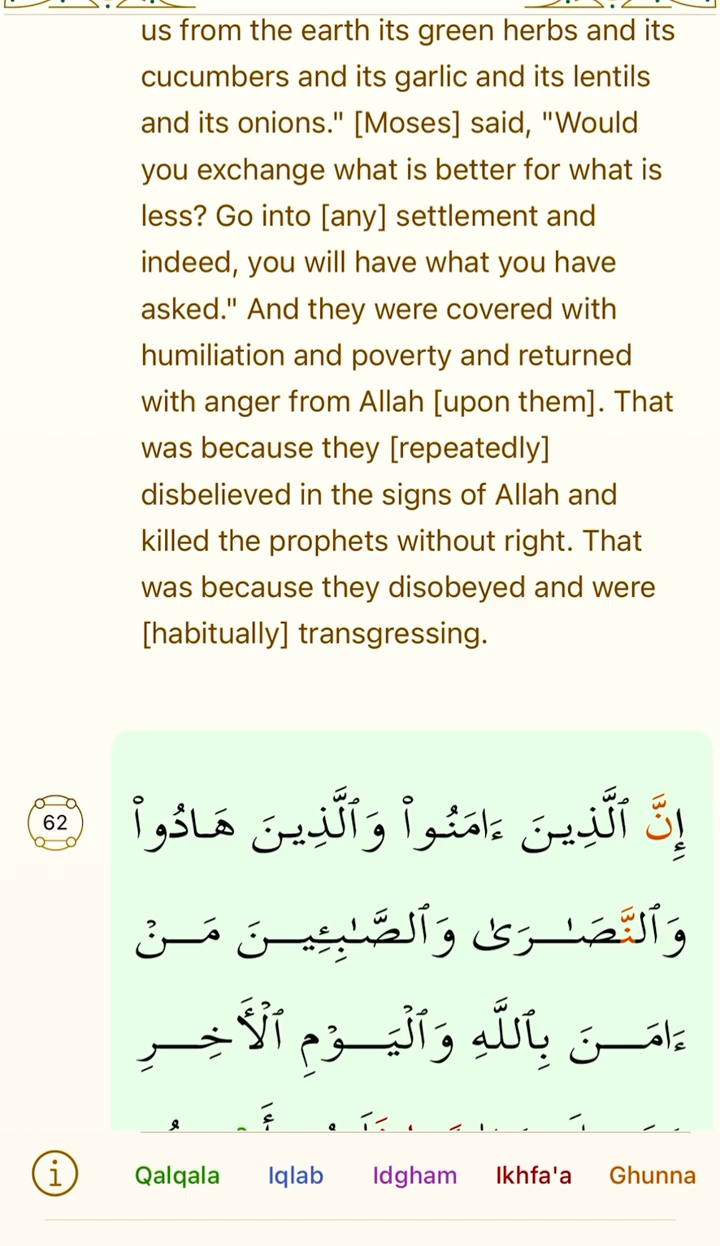 us from the earth its green herbs and its
cucumbers and its garlic and its lentils
and its onions." [Moses] said, "Would
you exchange what is better for what is
less? Go into [any] settlement and
indeed, you will have what you have
asked." And they were covered with
humiliation and poverty and returned
with anger from Allah [upon them]. That
was because they [repeatedly]
disbelieved in the signs of Allah and
killed the prophets without right. That
was because they disobeyed and were
[habitually] transgressing.
62
إِنَّ ٱلَّذِينَ ءَامَنُوا۟ وَٱلَّذِينَ هَادُوا۟
وَٱلنَّصَـٰرَىٰ وَٱلصَّـٰبِـِٔينَ مَنْ
ءَامَنَ بِٱللَّهِ وَٱلْيَوْمِ ٱلْأَخِرِ
Qalqala Iqlab Idgham Ikhfa'a Ghunna